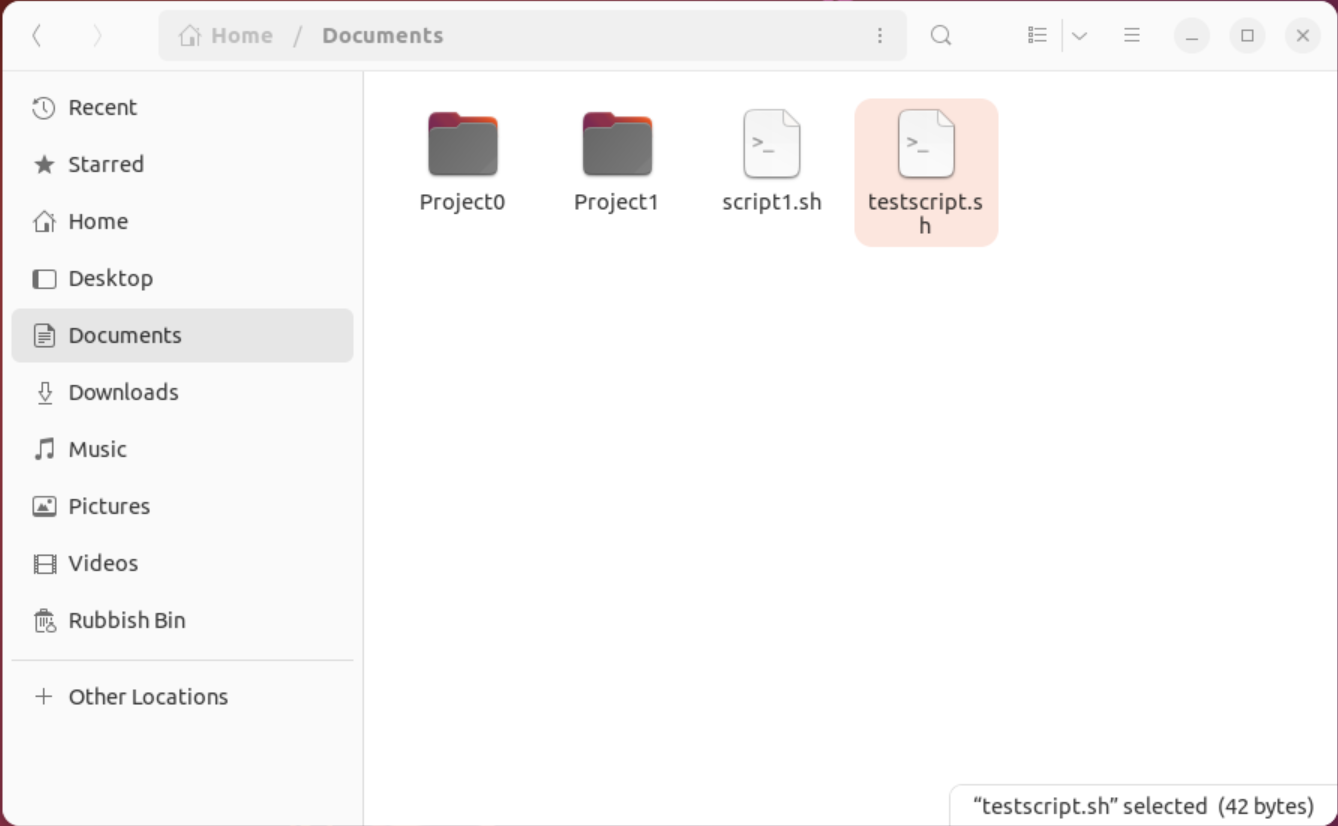 Home / Documents
Recent
Starred
Home
Desktop
Documents
Downloads
Music
Pictures
Videos
Rubbish Bin
Other Locations
Project0
Project1
>_
script1.sh
>_
testscript.s
h
“testscript.sh” selected (42 bytes)